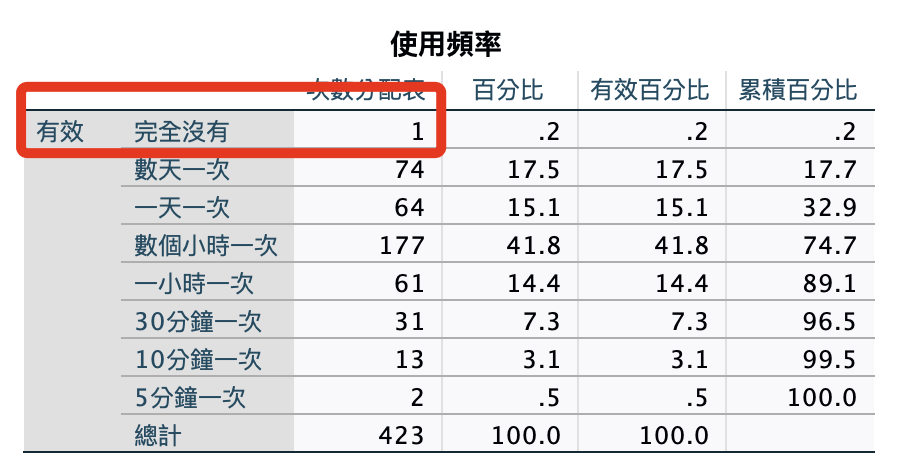 使用頻率
次數分配表 百分比 有效百分比 累積百分比
有效 完全沒有 1 .2 .2 .2
數天一次 74 17.5 17.5 17.7
一天一次 64 15.1 15.1 32.9
數個小時一次 177 41.8 41.8 74.7
一小時一次 61 14.4 14.4 89.1
30分鐘一次 31 7.3 7.3 96.5
10分鐘一次 13 3.1 3.1 99.5
5分鐘一次 2 .5 .5 100.0
總計 423 100.0 100.0